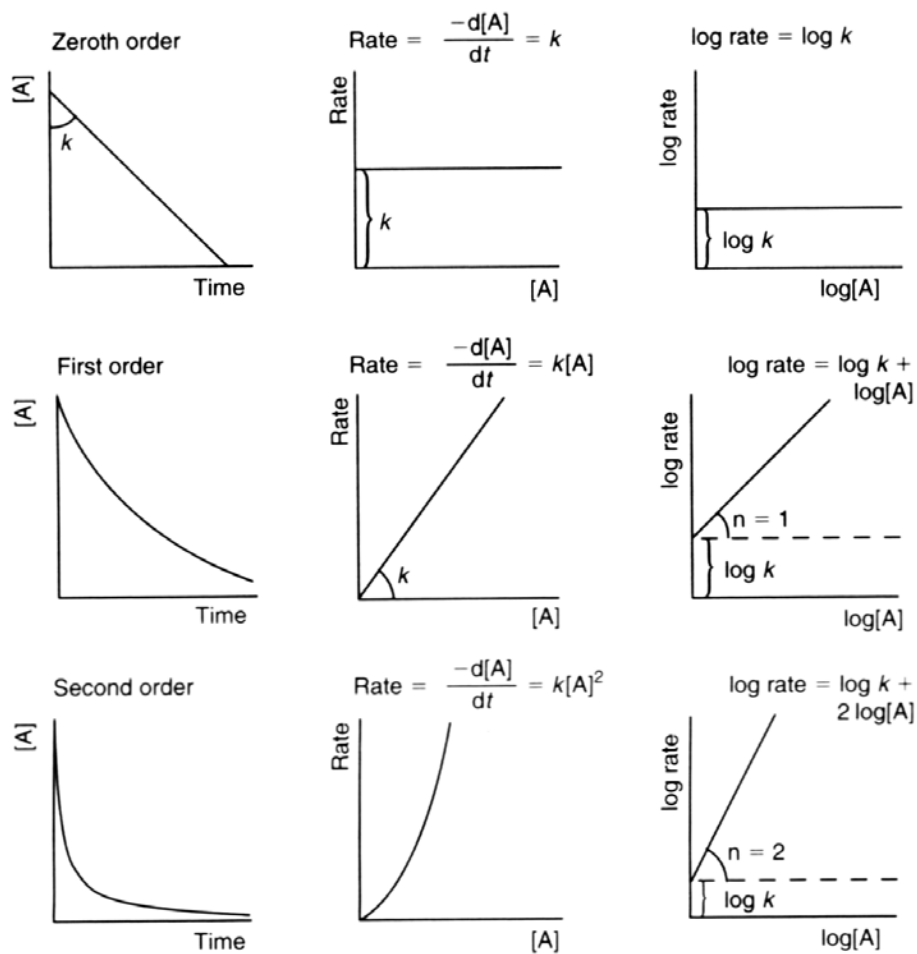 Zeroth order
Rate = −d[A]/dt = k
log rate = log k
[A]
k
Time
Rate
k
[A]
log rate
log k
log[A]
First order
Rate = −d[A]/dt = k[A]
log rate = log k +
log[A]
[A]
Time
Rate
k
[A]
log rate
n = 1
log k
log[A]
Second order
Rate = −d[A]/dt = k[A]²
log rate = log k +
2 log[A]
[A]
Time
Rate
[A]
log rate
n = 2
log k
log[A]